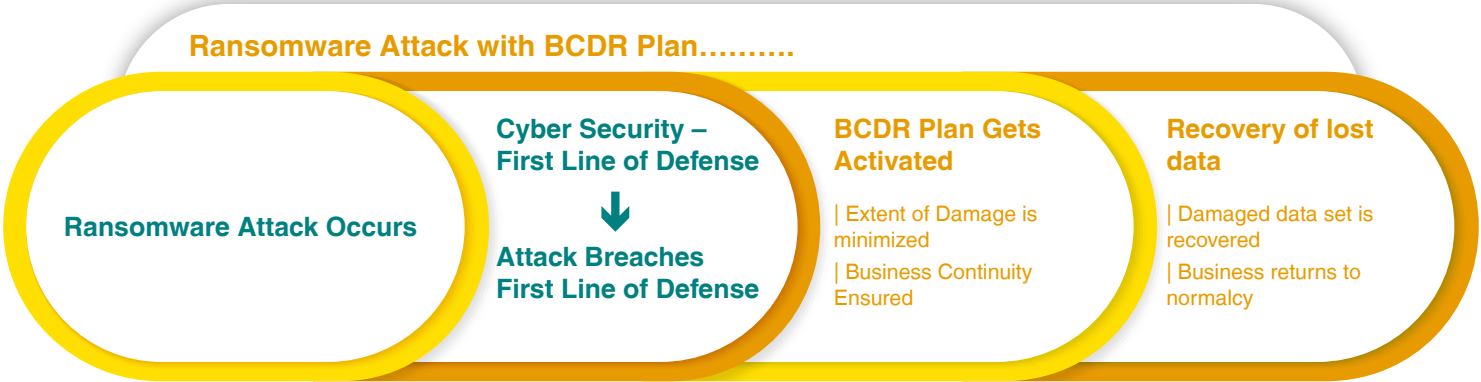 Ransomware Attack with BCDR Plan……….
Ransomware Attack Occurs
Cyber Security –
First Line of Defense
Attack Breaches
First Line of Defense
BCDR Plan Gets
Activated
| Extent of Damage is
minimized
| Business Continuity
Ensured
Recovery of lost
data
| Damaged data set is
recovered
| Business returns to
normalcy